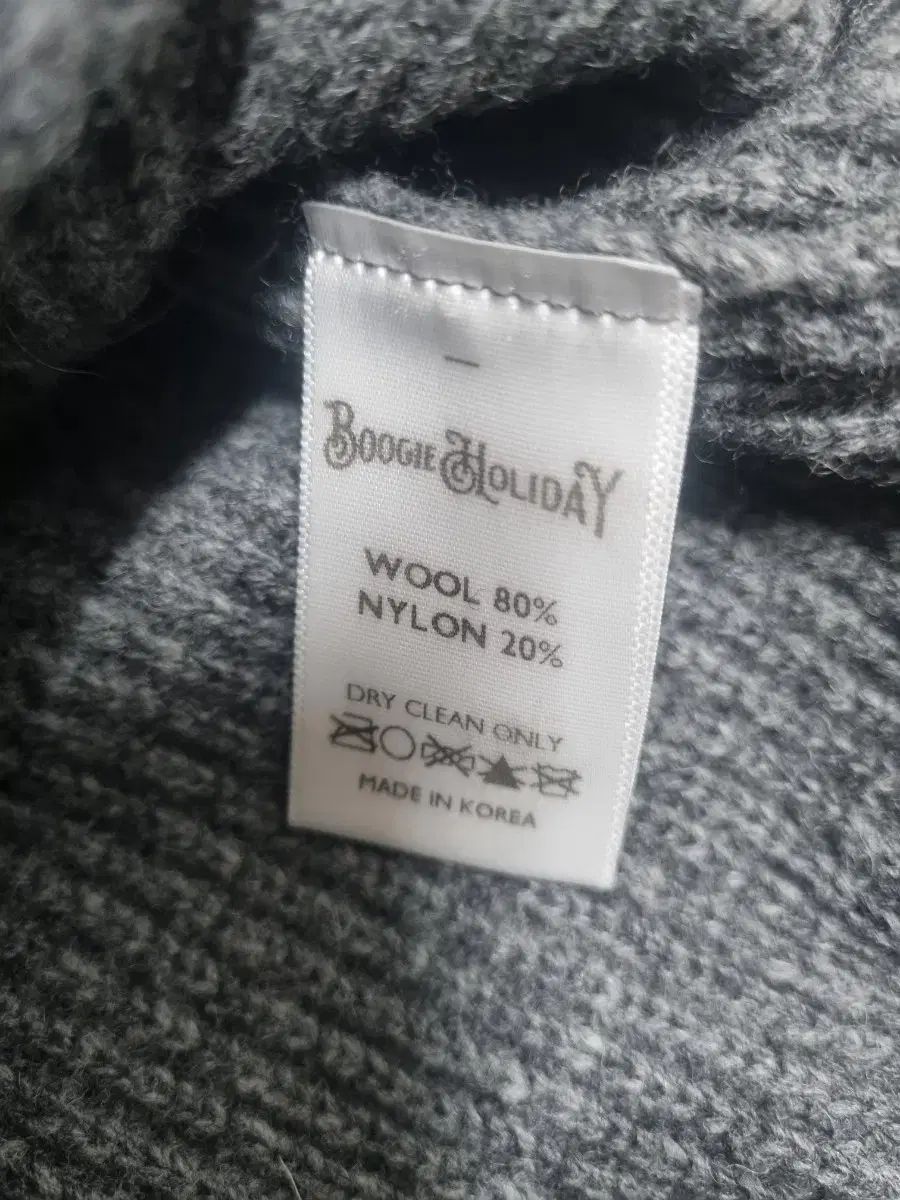 BOOGIE HOLIDAY
WOOL 80%
NYLON 20%
DRY CLEAN ONLY
MADE IN KOREA